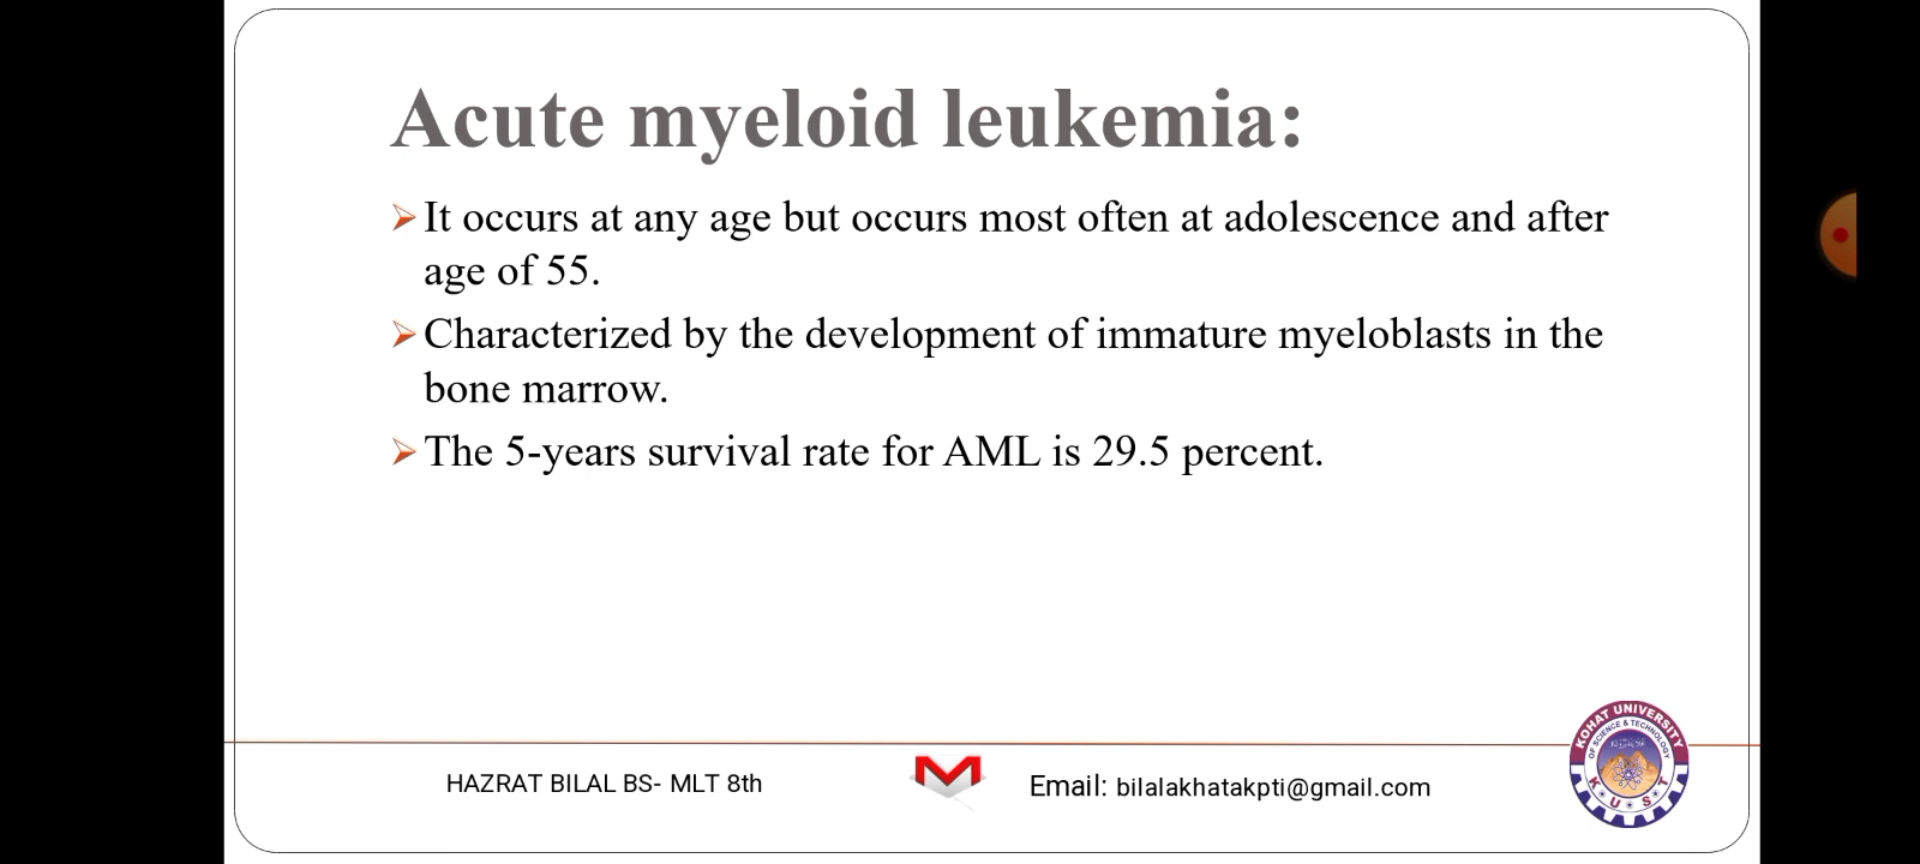 Acute myeloid leukemia:
It occurs at any age but occurs most often at adolescence and after
age of 55.
Characterized by the development of immature myeloblasts in the
bone marrow.
The 5-years survival rate for AML is 29.5 percent.
KOHAT UNIVERSITY
OF SCIENCE & TECHNOLOGY
K U S T
HAZRAT BILAL BS- MLT 8th
Email: bilalakhatakpti@gmail.com